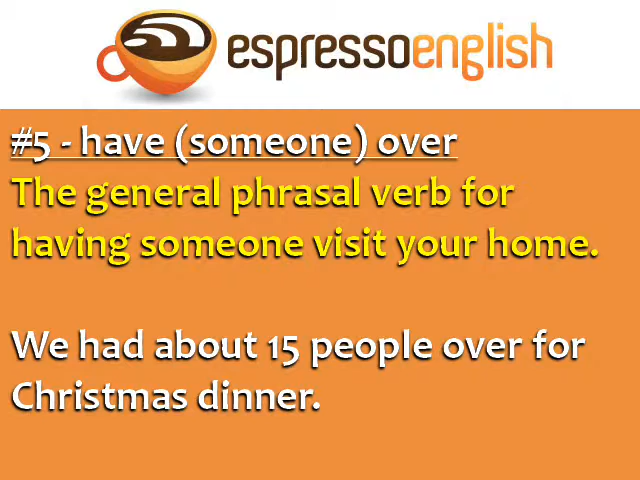 espressoenglish
#5 - have (someone) over
The general phrasal verb for
having someone visit your home.
We had about 15 people over for
Christmas dinner.